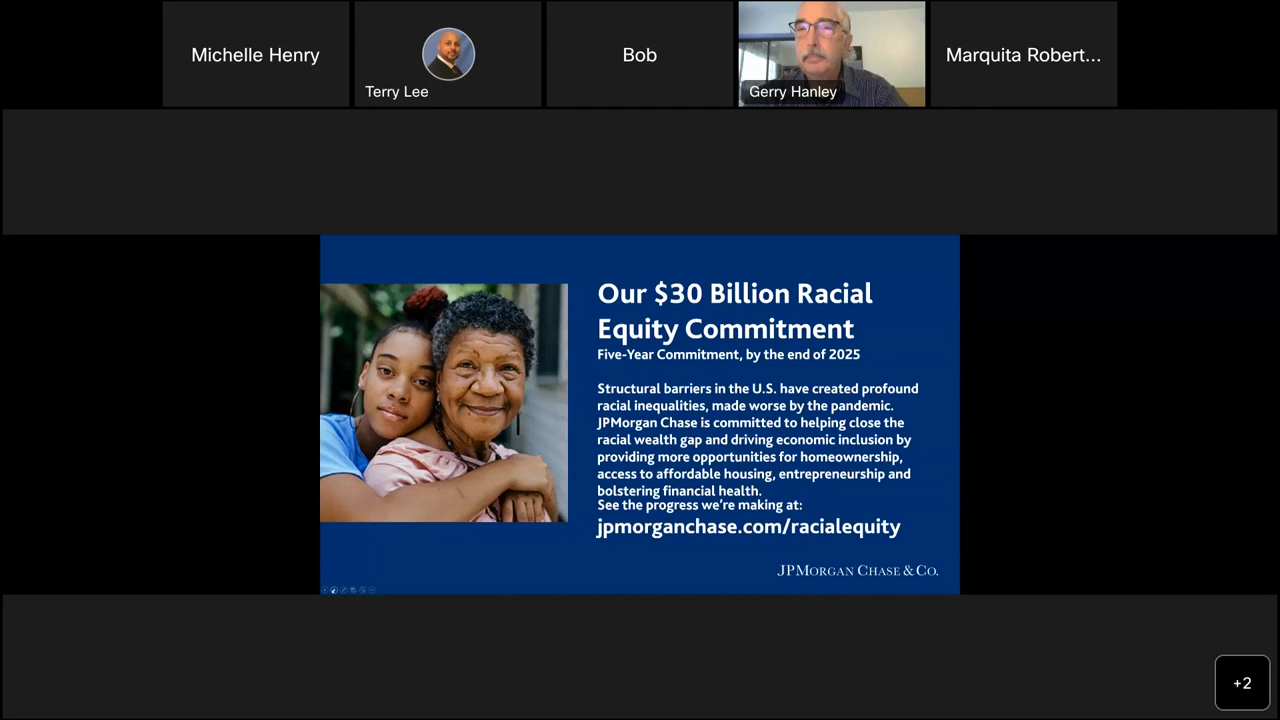 Michelle Henry
Terry Lee
Bob
Gerry Hanley
Marquita Robert...
Our $30 Billion Racial
Equity Commitment
Five-Year Commitment, by the end of 2025
Structural barriers in the U.S. have created profound
racial inequalities, made worse by the pandemic.
JPMorgan Chase is committed to helping close the
racial wealth gap and driving economic inclusion by
providing more opportunities for homeownership,
access to affordable housing, entrepreneurship and
bolstering financial health.
See the progress we're making at:
jpmorganchase.com/racialequity
JPMORGAN CHASE & CO.
+2